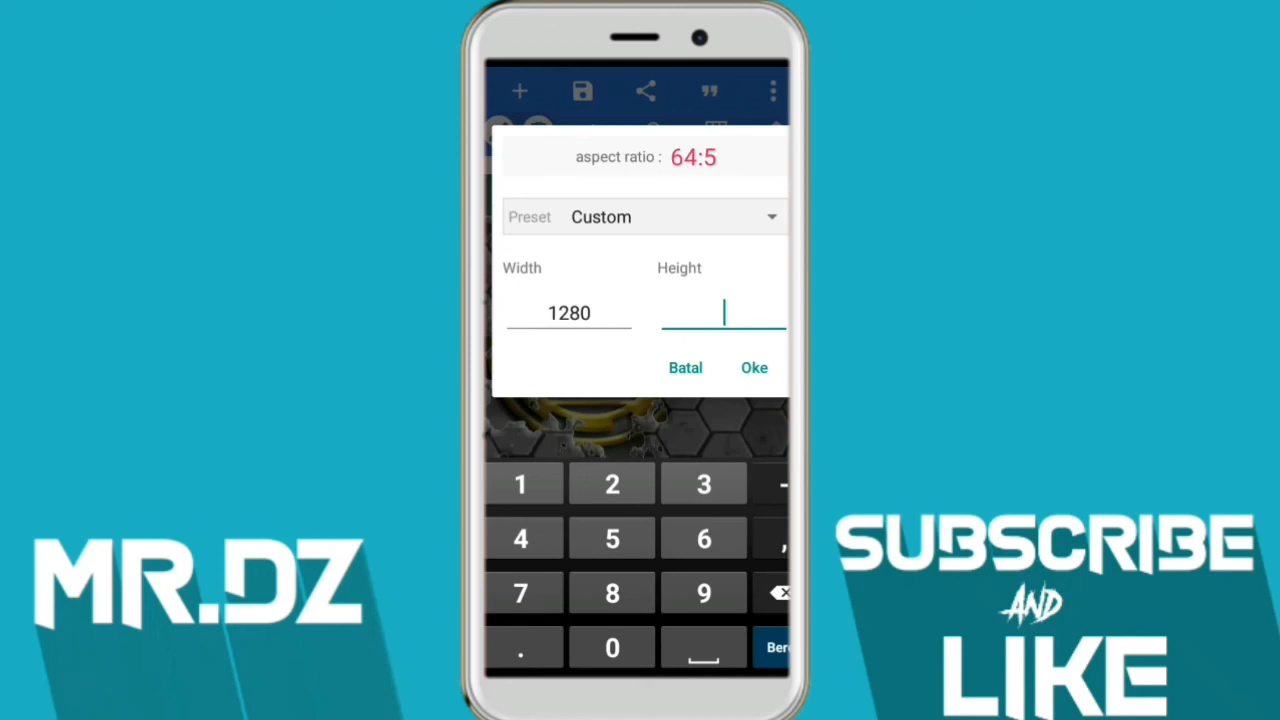 aspect ratio : 64:5
Preset Custom
Width Height
1280
Batal Oke
1 2 3 -
4 5 6 ,
7 8 9
. 0
MR.DZ
SUBSCRIBE
AND
LIKE